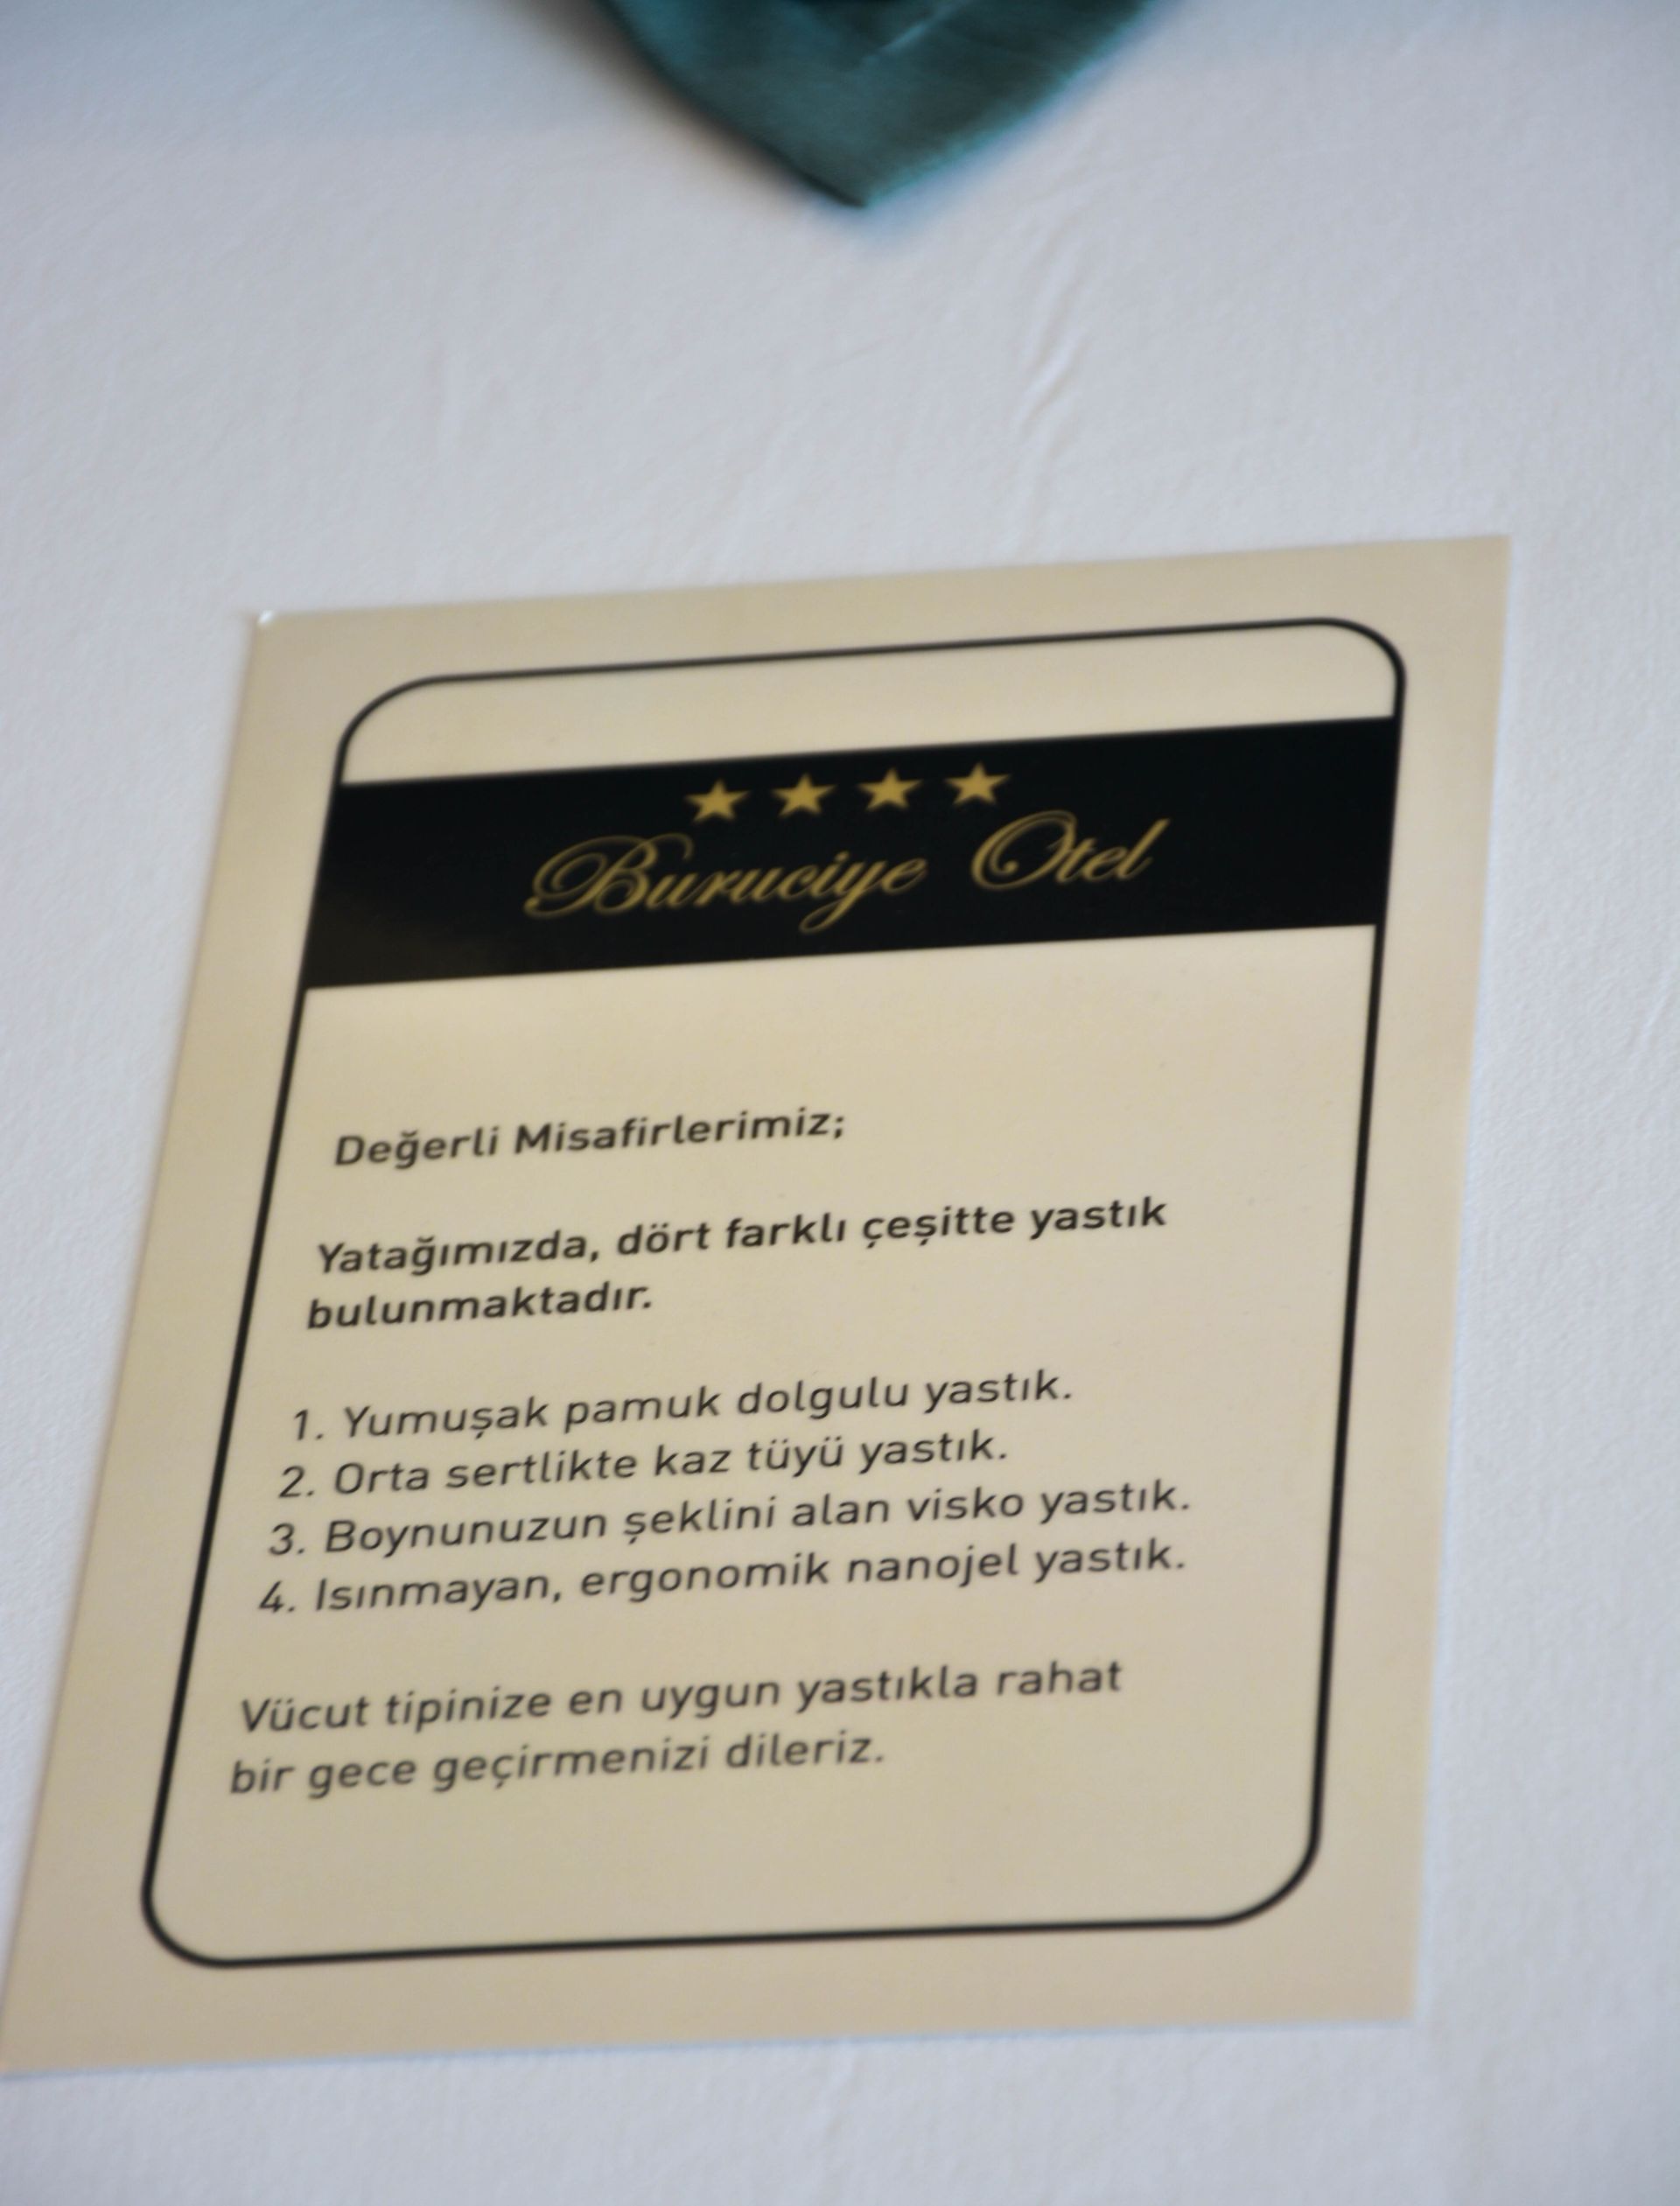 Buruciye Otel
Değerli Misafirlerimiz;
Yatağımızda, dört farklı çeşitte yastık
bulunmaktadır.
1. Yumuşak pamuk dolgulu yastık.
2. Orta sertlikte kaz tüyü yastık.
3. Boynunuzun şeklini alan visko yastık.
4. Isınmayan, ergonomik nanojel yastık.
Vücut tipinize en uygun yastıkla rahat
bir gece geçirmenizi dileriz.